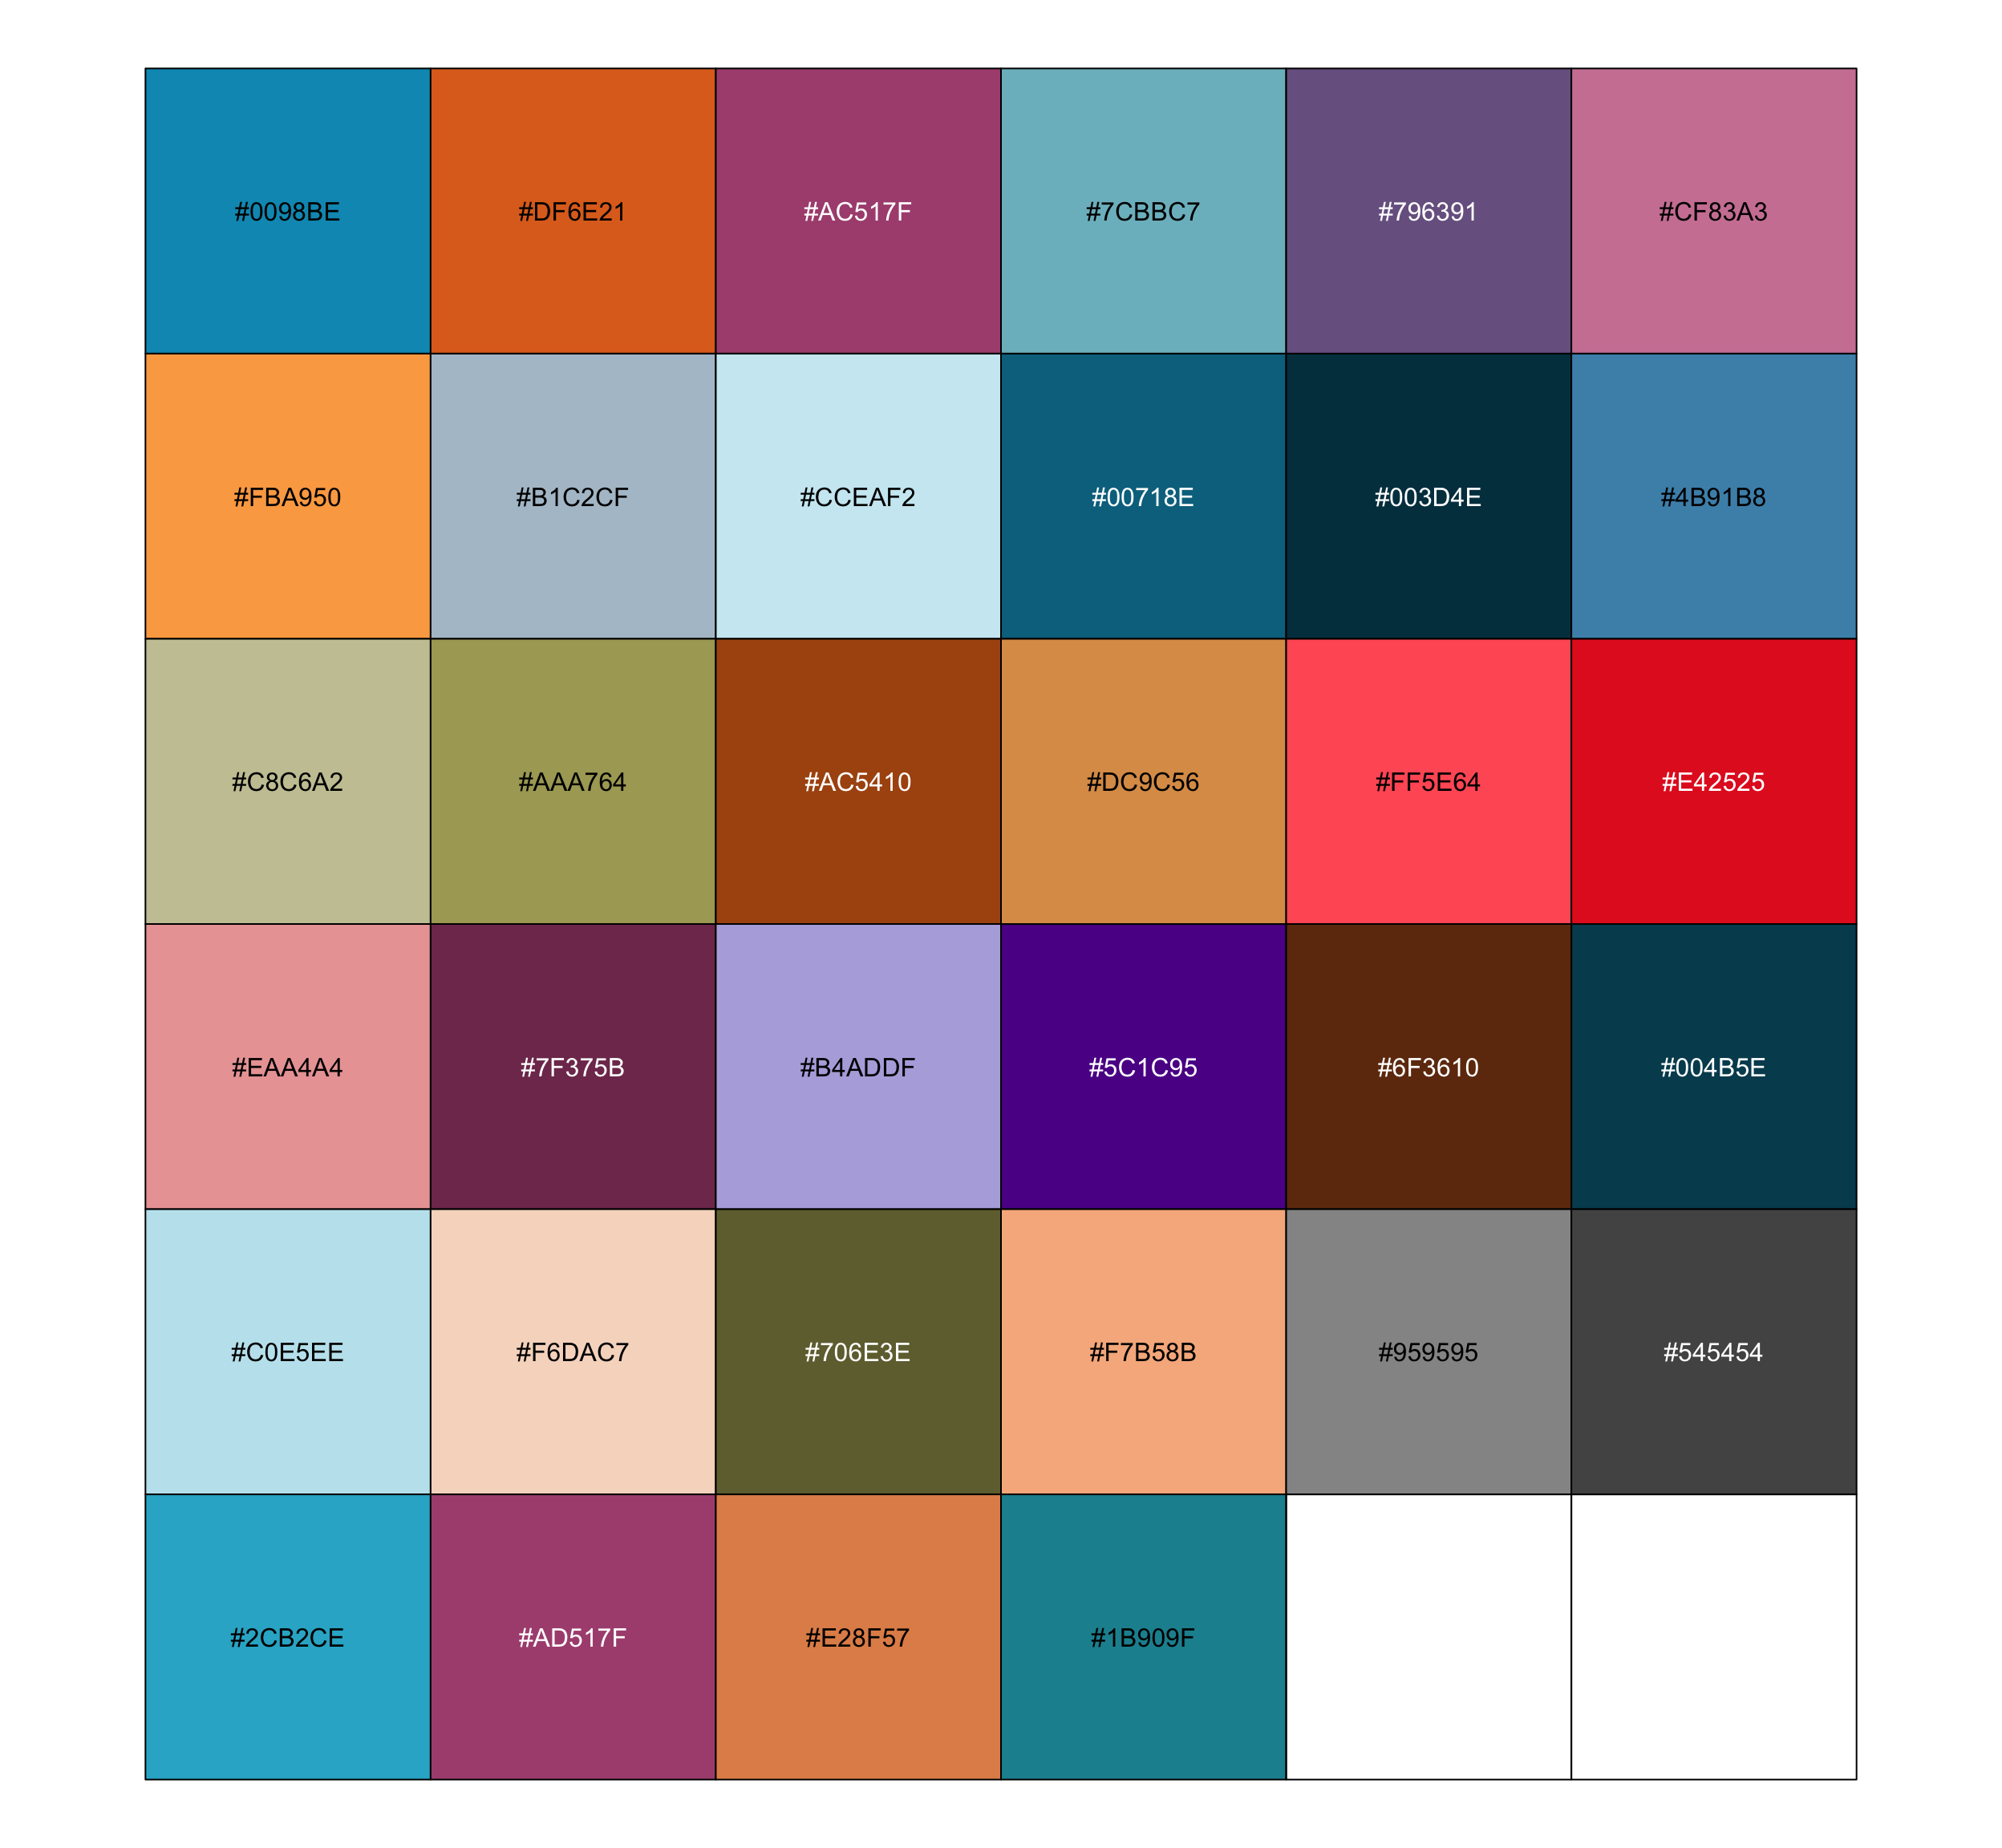 #0098BE #DF6E21 #AC517F #7CBBC7 #796391 #CF83A3
#FBA950 #B1C2CF #CCEAF2 #00718E #003D4E #4B91B8
#C8C6A2 #AAA764 #AC5410 #DC9C56 #FF5E64 #E42525
#EAA4A4 #7F375B #B4ADDF #5C1C95 #6F3610 #004B5E
#C0E5EE #F6DAC7 #706E3E #F7B58B #959595 #545454
#2CB2CE #AD517F #E28F57 #1B909F